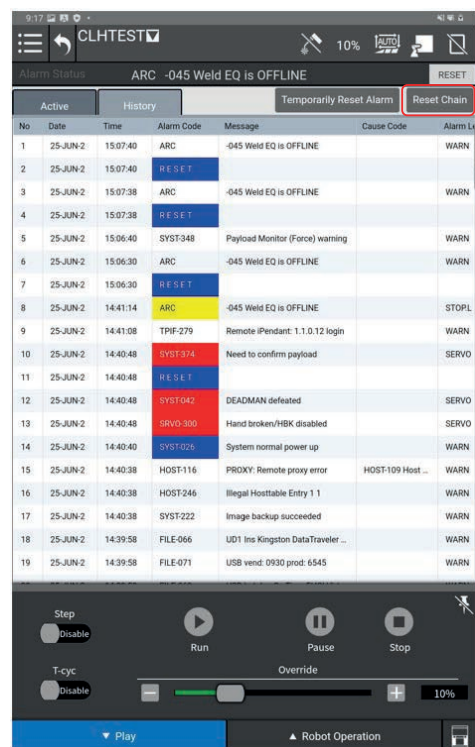 9:17
CLHTEST
10%
AUTO
Alarm Status ARC -045 Weld EQ is OFFLINE RESET
Active History Temporarily Reset Alarm Reset Chain
No Date Time Alarm Code Message Cause Code Alarm Le
1 25-JUN-2 15:07:40 ARC -045 Weld EQ is OFFLINE WARN
2 25-JUN-2 15:07:40 RESET
3 25-JUN-2 15:07:38 ARC -045 Weld EQ is OFFLINE WARN
4 25-JUN-2 15:07:38 RESET
5 25-JUN-2 15:06:40 SYST-348 Payload Monitor (Force) warning WARN
6 25-JUN-2 15:06:30 ARC -045 Weld EQ is OFFLINE WARN
7 25-JUN-2 15:06:30 RESET
8 25-JUN-2 14:41:14 ARC -045 Weld EQ is OFFLINE STOP.L
9 25-JUN-2 14:41:08 TPIF-279 Remote iPendant: 1.1.0.12 login WARN
10 25-JUN-2 14:40:48 SYST-374 Need to confirm payload SERVO
11 25-JUN-2 14:40:48 RESET
12 25-JUN-2 14:40:48 SYST-042 DEADMAN defeated SERVO
13 25-JUN-2 14:40:48 SRVO-300 Hand broken/HBK disabled SERVO
14 25-JUN-2 14:40:40 SYST-026 System normal power up WARN
15 25-JUN-2 14:40:38 HOST-116 PROXY: Remote proxy error HOST-109 Host ... WARN
16 25-JUN-2 14:40:38 HOST-246 Illegal Hosttable Entry 1 1 WARN
17 25-JUN-2 14:40:38 SYST-222 Image backup succeeded WARN
18 25-JUN-2 14:39:58 FILE-066 UD1 Ins Kingston DataTraveler ... WARN
19 25-JUN-2 14:39:58 FILE-071 USB vend: 0930 prod: 6545 WARN
Step
Disable
Run Pause Stop
T-cyc Override
Disable
10%
▼ Play ▲ Robot Operation